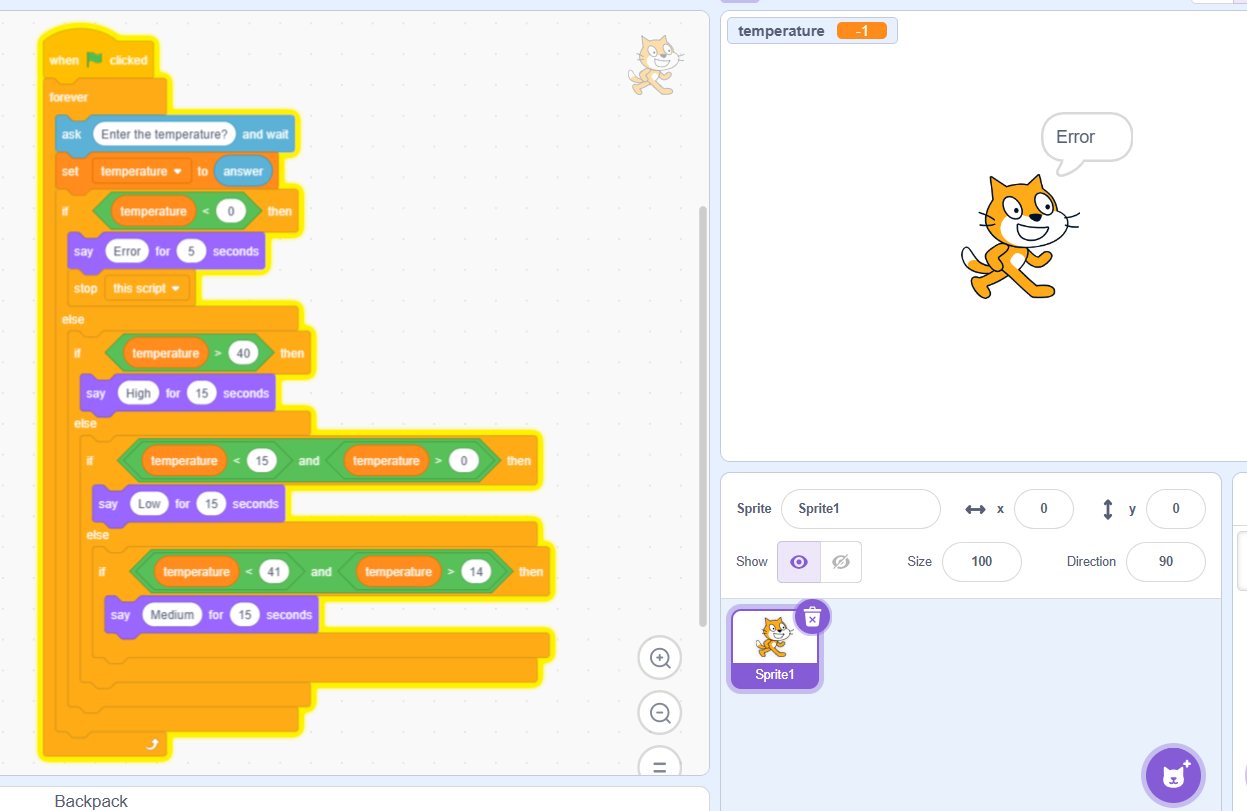 when clicked
forever
ask Enter the temperature? and wait
set temperature to answer
if temperature < 0 then
say Error for 5 seconds
stop this script
else
if temperature > 40 then
say High for 15 seconds
else
if temperature < 15 and temperature > 0 then
say Low for 15 seconds
else
if temperature < 41 and temperature > 14 then
say Medium for 15 seconds
Backpack
temperature -1
Error
Sprite Sprite1 x 0 y 0
Show Size 100 Direction 90
Sprite1